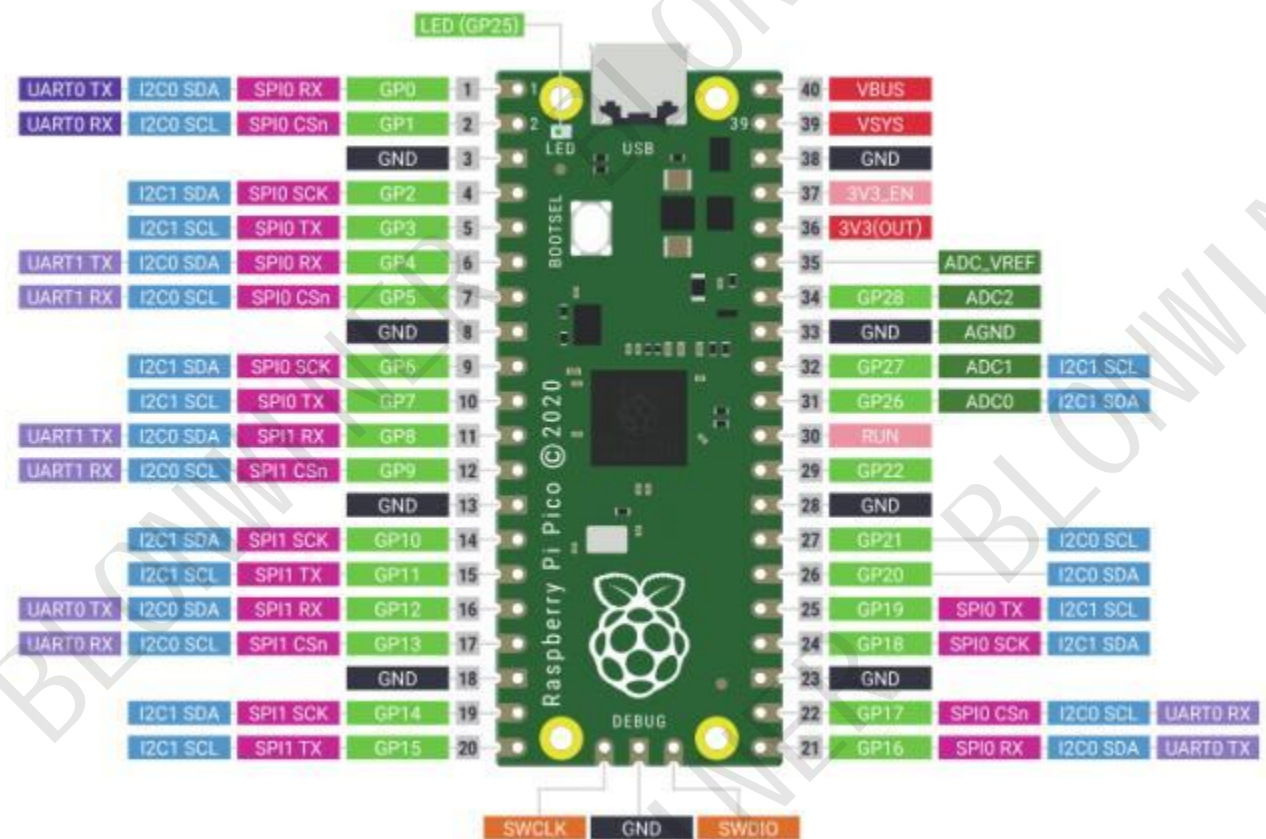 LED (GP25)
UART0 TX I2C0 SDA SPI0 RX GP0 1 1 40 VBUS
UART0 RX I2C0 SCL SPI0 CSn GP1 2 2 39 39 VSYS
GND 3 LED USB 38 GND
I2C1 SDA SPI0 SCK GP2 4 37 3V3_EN
I2C1 SCL SPI0 TX GP3 5 BOOTSEL 36 3V3(OUT)
UART1 TX I2C0 SDA SPI0 RX GP4 6 35 ADC_VREF
UART1 RX I2C0 SCL SPI0 CSn GP5 7 34 GP28 ADC2
GND 8 33 GND AGND
I2C1 SDA SPI0 SCK GP6 9 32 GP27 ADC1 I2C1 SCL
I2C1 SCL SPI0 TX GP7 10 31 GP26 ADC0 I2C1 SDA
UART1 TX I2C0 SDA SPI1 RX GP8 11 30 RUN
UART1 RX I2C0 SCL SPI1 CSn GP9 12 29 GP22
GND 13 28 GND
I2C1 SDA SPI1 SCK GP10 14 27 GP21 I2C0 SCL
I2C1 SCL SPI1 TX GP11 15 26 GP20 I2C0 SDA
UART0 TX I2C0 SDA SPI1 RX GP12 16 25 GP19 SPI0 TX I2C1 SCL
UART0 RX I2C0 SCL SPI1 CSn GP13 17 24 GP18 SPI0 SCK I2C1 SDA
GND 18 23 GND
I2C1 SDA SPI1 SCK GP14 19 22 GP17 SPI0 CSn I2C0 SCL UART0 RX
I2C1 SCL SPI1 TX GP15 20 21 GP16 SPI0 RX I2C0 SDA UART0 TX
Raspberry Pi Pico ©2020
DEBUG
SWCLK GND SWDIO
BLONWINNER
BLONWINNER